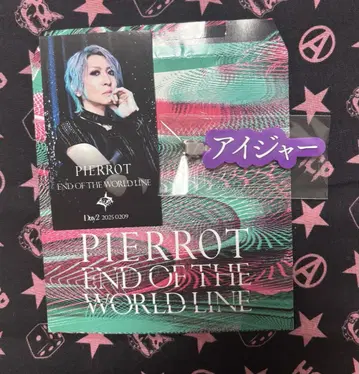 PIERROT
END OF THE WORLD LINE
Day2 2025 0209
アイジャー
PIERROT
END OF THE
WORLD LINE